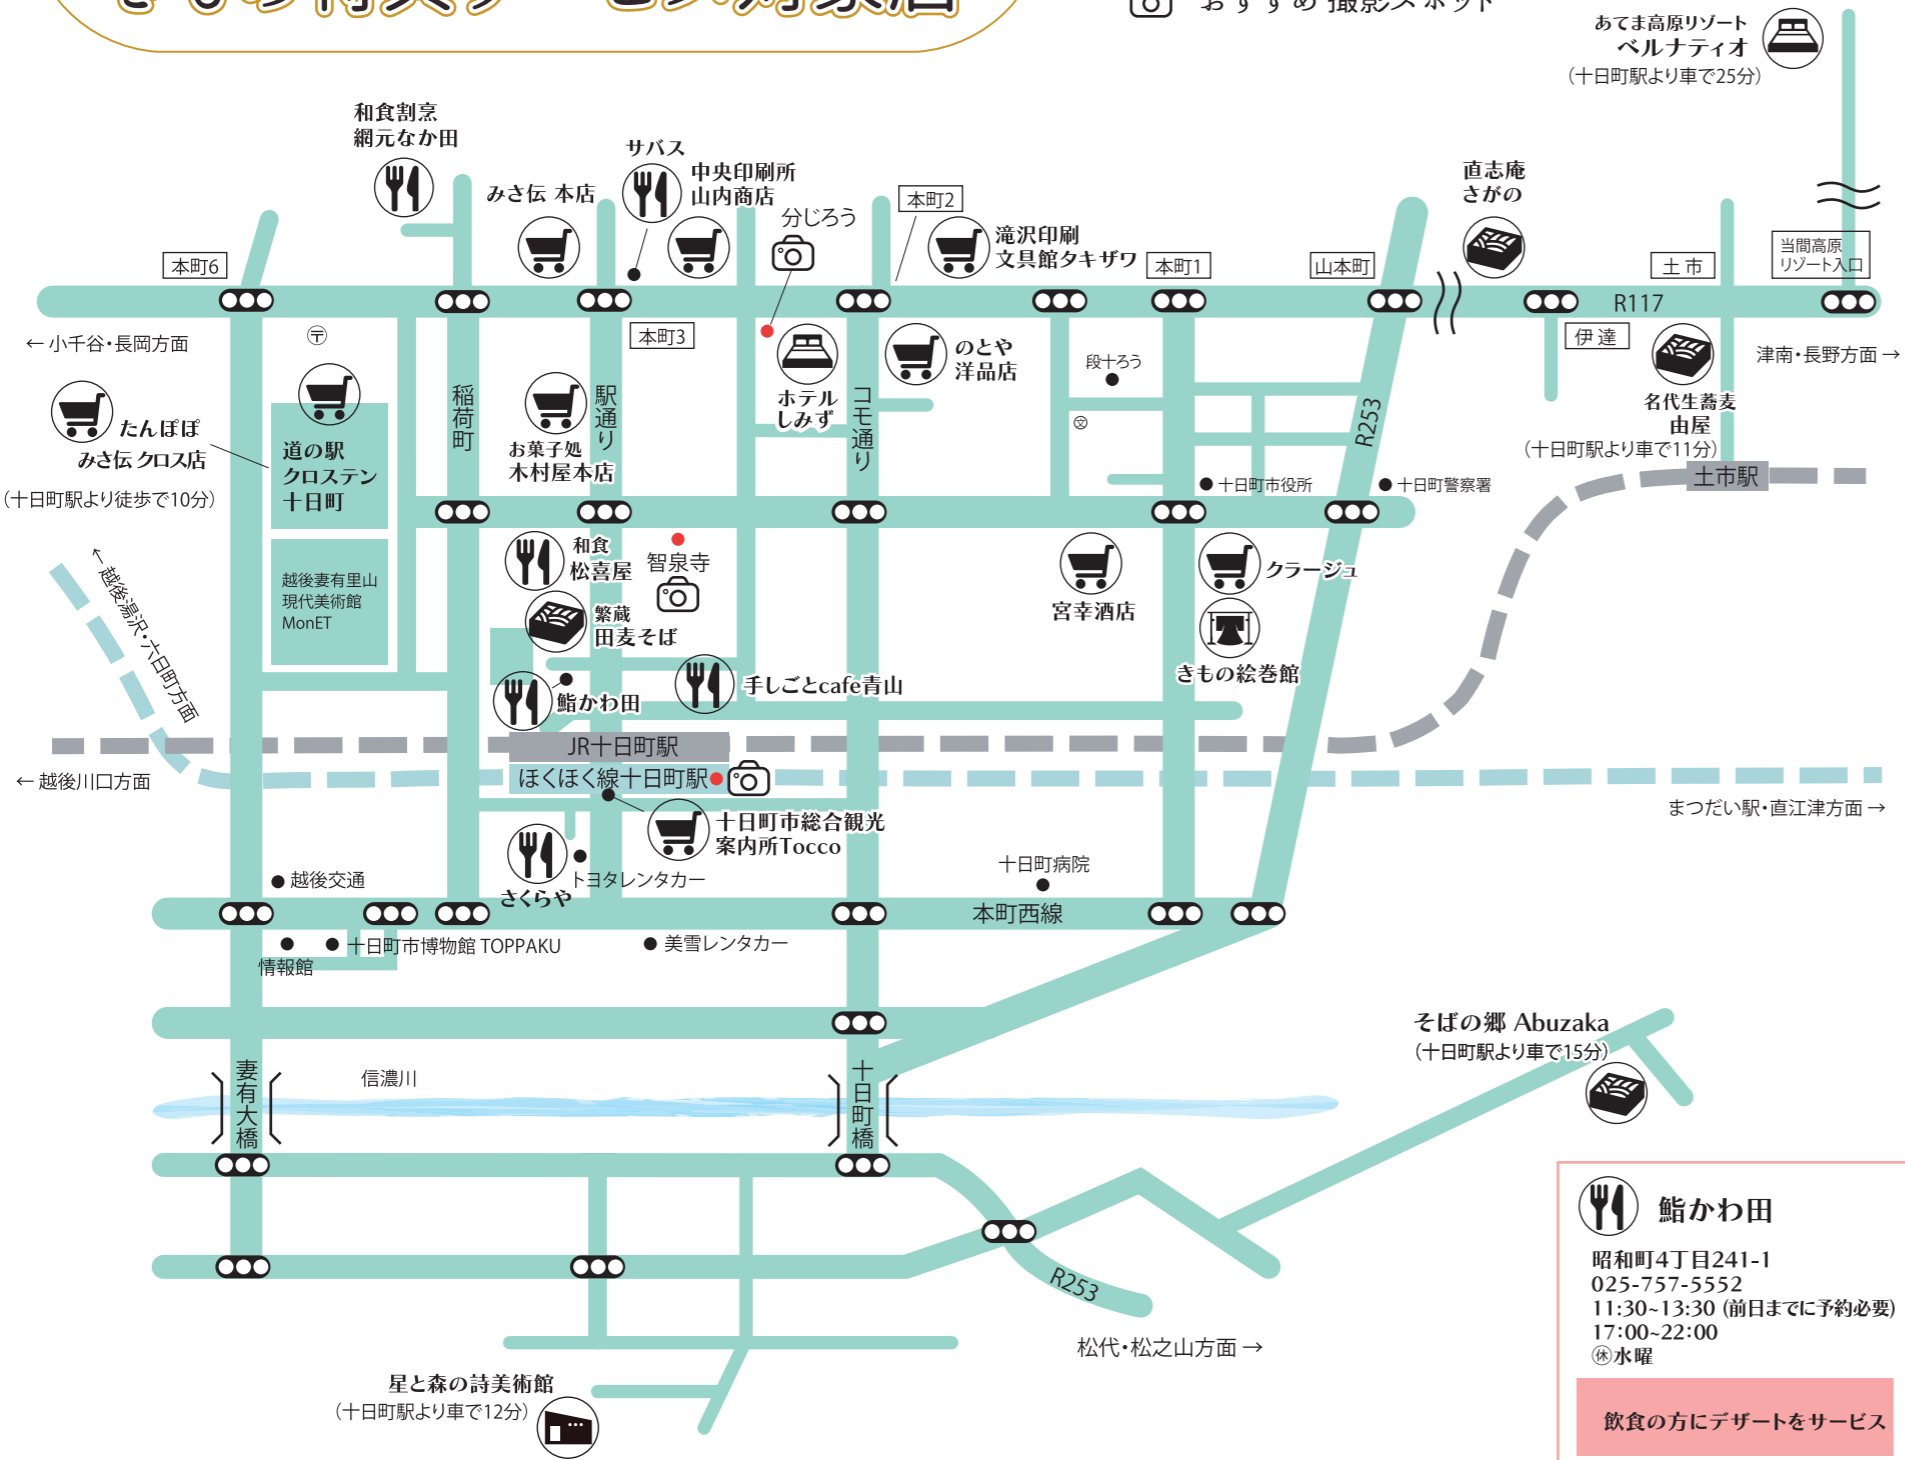 おすすめ撮影スポット
あてま高原リゾート
ベルナティオ
(十日町駅より車で25分)
和食割烹
網元なか田
みさ伝 本店
サバス
中央印刷所
山内商店
分じろう
本町2
滝沢印刷
文具館タキザワ
本町1
山本町
直志庵
さがの
土市
当間高原
リゾート入口
本町6
R117
←小千谷・長岡方面
〒
本町3
のとや
洋品店
段十ろう
伊達
津南・長野方面→
たんぽぽ
みさ伝 クロス店
(十日町駅より徒歩で10分)
道の駅
クロステン
十日町
稲荷町
お菓子処
木村屋本店
駅通り
ホテル
しみず
コモ通り
文
R253
名代生蕎麦
由屋
(十日町駅より車で11分)
土市駅
十日町市役所
十日町警察署
←越後湯沢・六日町方面
越後妻有里山
現代美術館
MonET
和食
松喜屋
智泉寺
繁蔵
田麦そば
宮幸酒店
クラージュ
きもの絵巻館
鮨かわ田
手しごとcafe青山
JR十日町駅
ほくほく線十日町駅
←越後川口方面
まつだい駅・直江津方面→
十日町市総合観光
案内所Tocco
さくらや
トヨタレンタカー
越後交通
十日町病院
本町西線
情報館
十日町市博物館 TOPPAKU
美雪レンタカー
妻有大橋
信濃川
十日町橋
そばの郷 Abuzaka
(十日町駅より車で15分)
R253
松代・松之山方面→
星と森の詩美術館
(十日町駅より車で12分)
鮨かわ田
昭和町4丁目241-1
025-757-5552
11:30~13:30 (前日までに予約必要)
17:00~22:00
㊡水曜
飲食の方にデザートをサービス